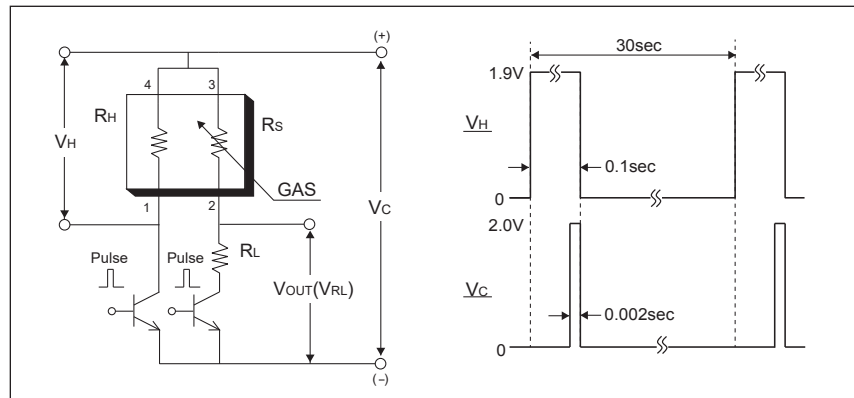 (+)
4
3
RH
RS
VH
GAS
VC
1
2
RL
Pulse
Pulse
VOUT(VRL)
(−)
30sec
1.9V
VH
0.1sec
0
2.0V
VC
0.002sec
0